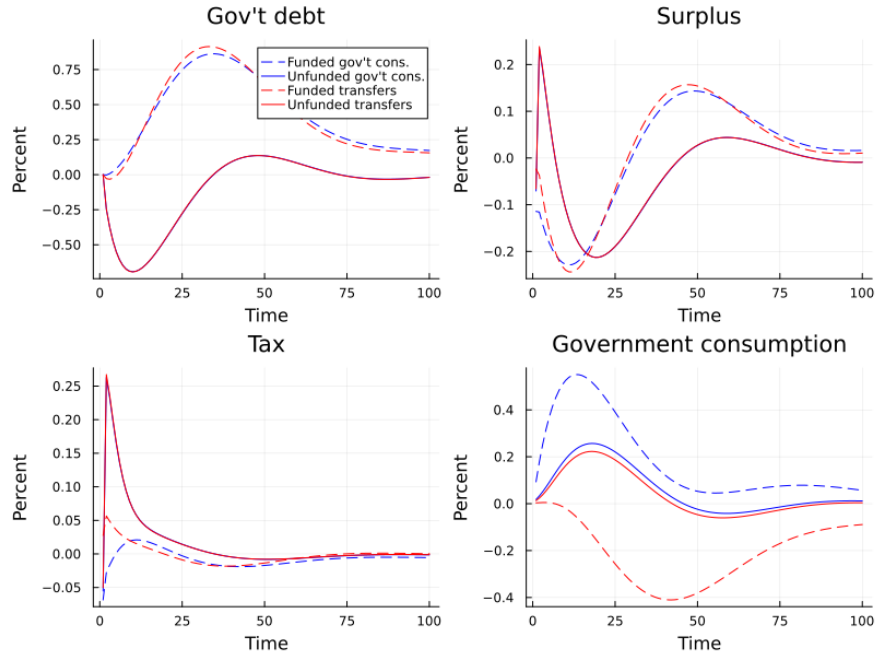 Gov't debt
Percent
0.75
0.50
0.25
0.00
−0.25
−0.50
Funded gov't cons.
Unfunded gov't cons.
Funded transfers
Unfunded transfers
0
25
50
75
100
Time
Surplus
Percent
0.2
0.1
0.0
−0.1
−0.2
0
25
50
75
100
Time
Tax
Percent
0.25
0.20
0.15
0.10
0.05
0.00
−0.05
0
25
50
75
100
Time
Government consumption
Percent
0.4
0.2
0.0
−0.2
−0.4
0
25
50
75
100
Time